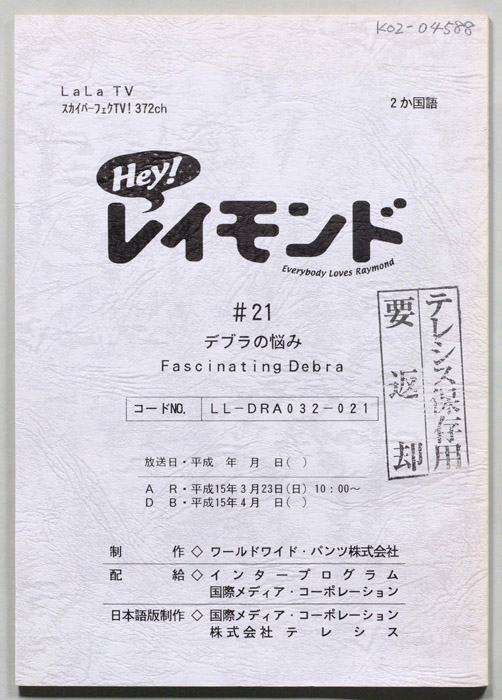 K02-04588
LaLa TV
スカイパーフェクTV! 372ch
2か国語
Hey!
レイモンド
Everybody Loves Raymond
#21
デブラの悩み
Fascinating Debra
コードNO. LL-DRA032-021
テレシス保存用
要返却
放送日・平成 年 月 日( )
A R・平成15年3月23日(日) 10:00～
D B・平成15年4月 日( )
制作◇ワールドワイド・パンツ株式会社
配給◇インタープログラム
国際メディア・コーポレーション
日本語版制作◇国際メディア・コーポレーション
株式会社テレシス